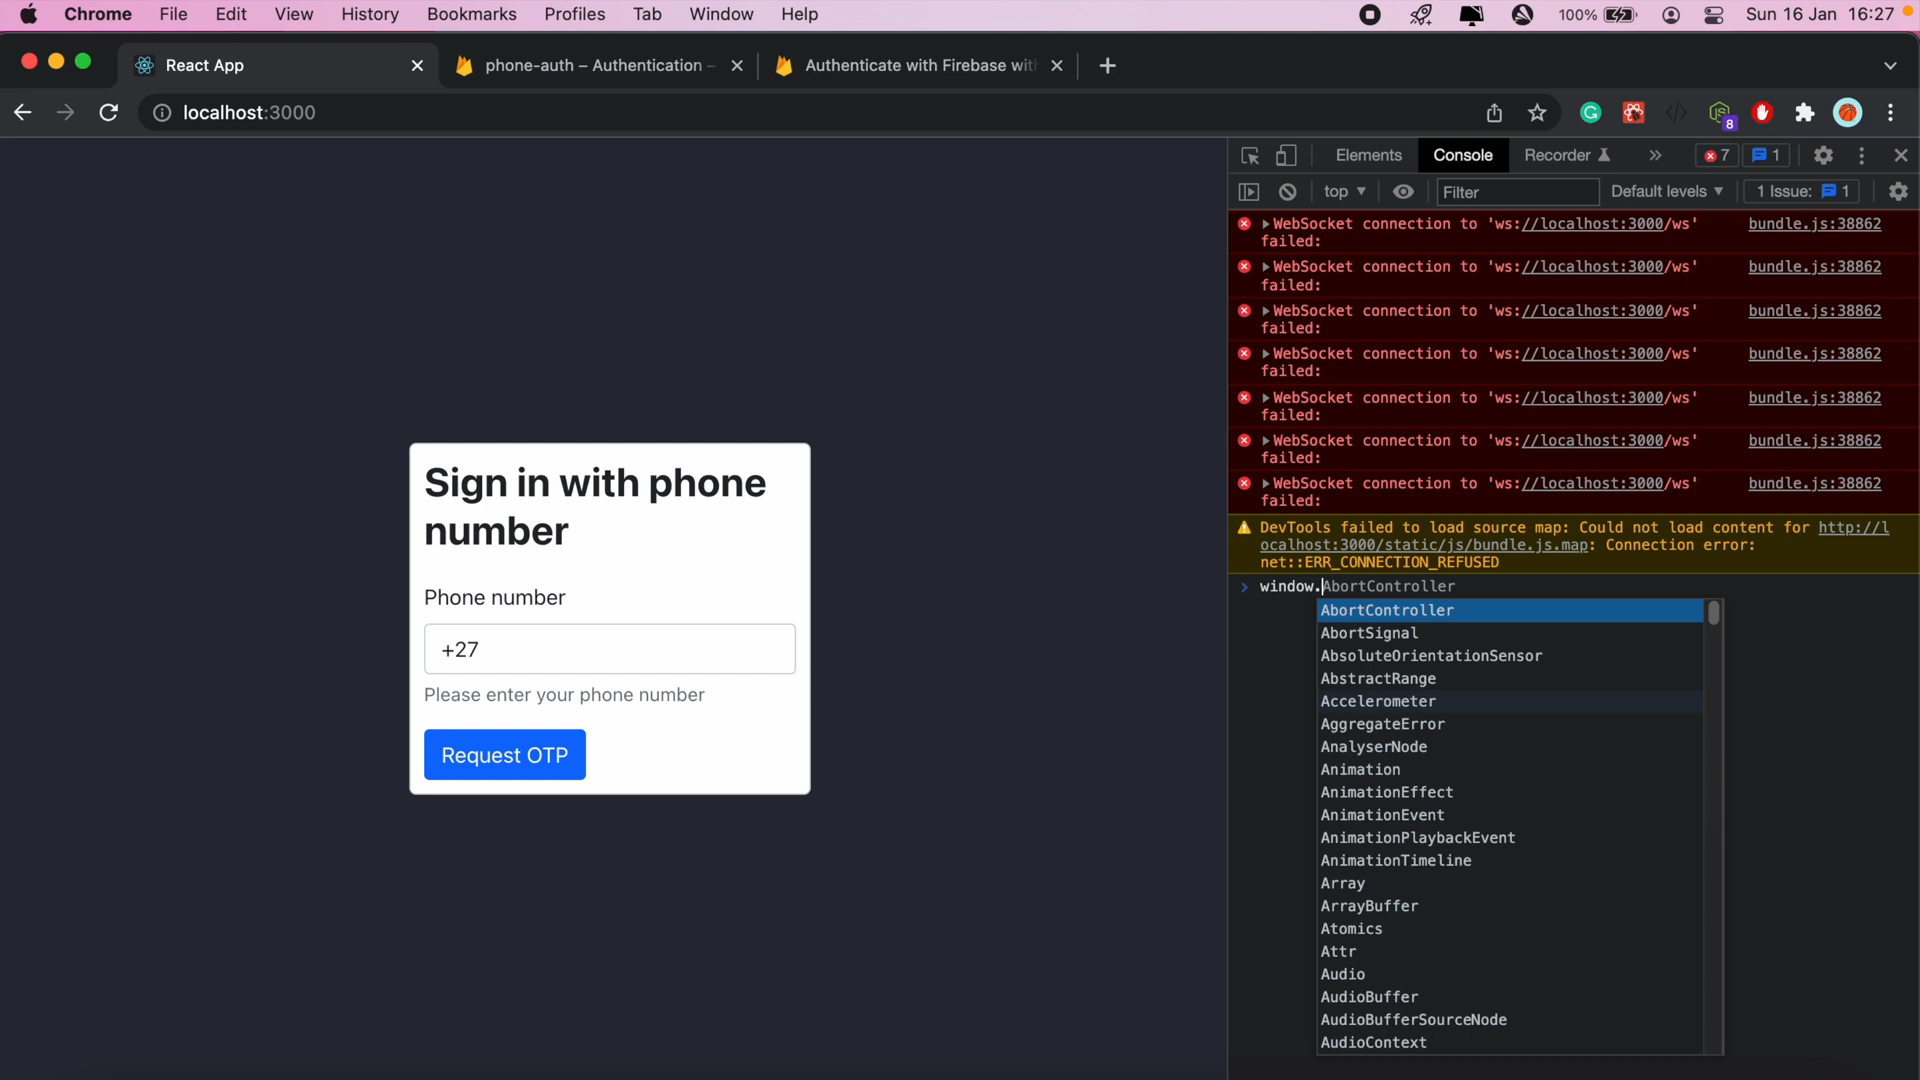 Chrome File Edit View History Bookmarks Profiles Tab Window Help 100% Sun 16 Jan 16:27
React App phone-auth – Authentication – Authenticate with Firebase with
localhost:3000 8
Elements Console Recorder 7 1
top Filter Default levels 1 Issue: 1
WebSocket connection to 'ws://localhost:3000/ws' bundle.js:38862
failed:
WebSocket connection to 'ws://localhost:3000/ws' bundle.js:38862
failed:
WebSocket connection to 'ws://localhost:3000/ws' bundle.js:38862
failed:
WebSocket connection to 'ws://localhost:3000/ws' bundle.js:38862
failed:
WebSocket connection to 'ws://localhost:3000/ws' bundle.js:38862
failed:
WebSocket connection to 'ws://localhost:3000/ws' bundle.js:38862
failed:
WebSocket connection to 'ws://localhost:3000/ws' bundle.js:38862
failed:
DevTools failed to load source map: Could not load content for http://l
ocalhost:3000/static/js/bundle.js.map: Connection error:
net::ERR_CONNECTION_REFUSED
window.AbortController
AbortController
AbortSignal
AbsoluteOrientationSensor
AbstractRange
Accelerometer
AggregateError
AnalyserNode
Animation
AnimationEffect
AnimationEvent
AnimationPlaybackEvent
AnimationTimeline
Array
ArrayBuffer
Atomics
Attr
Audio
AudioBuffer
AudioBufferSourceNode
AudioContext
Sign in with phone
number
Phone number
+27
Please enter your phone number
Request OTP